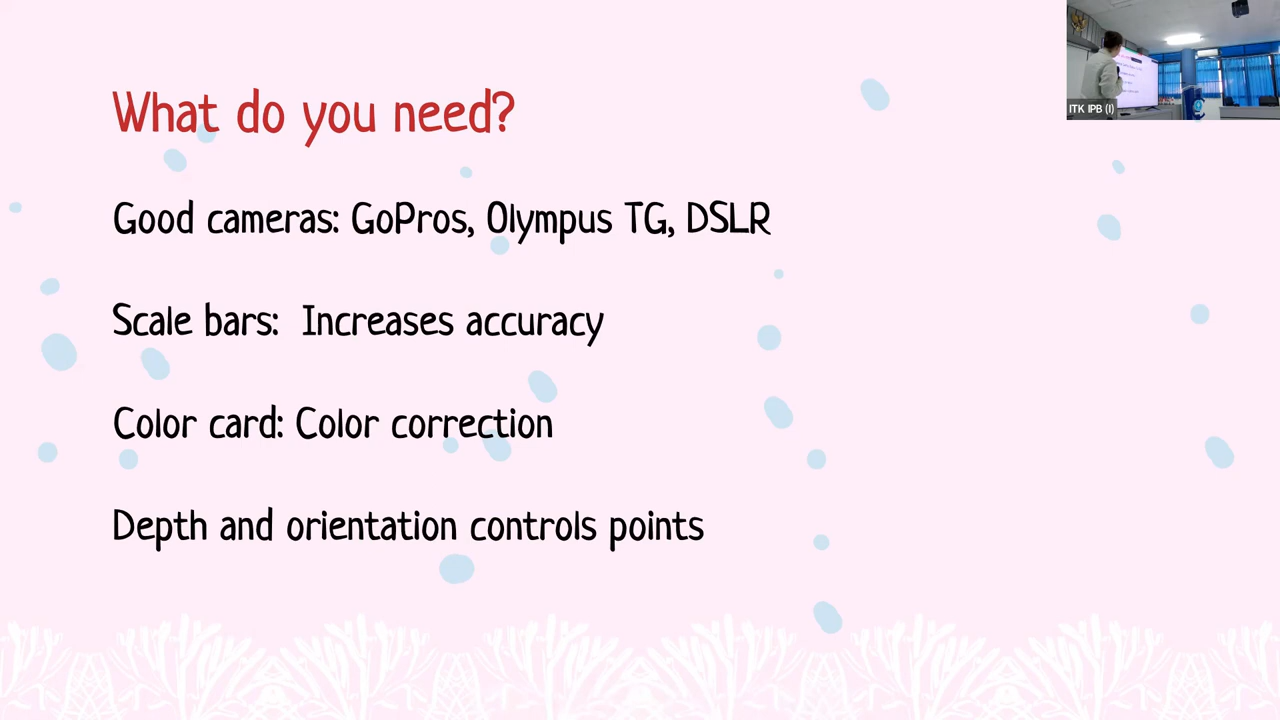 What do you need?
Good cameras: GoPros, Olympus TG, DSLR
Scale bars:  Increases accuracy
Color card: Color correction
Depth and orientation controls points
ITK IPB (I)